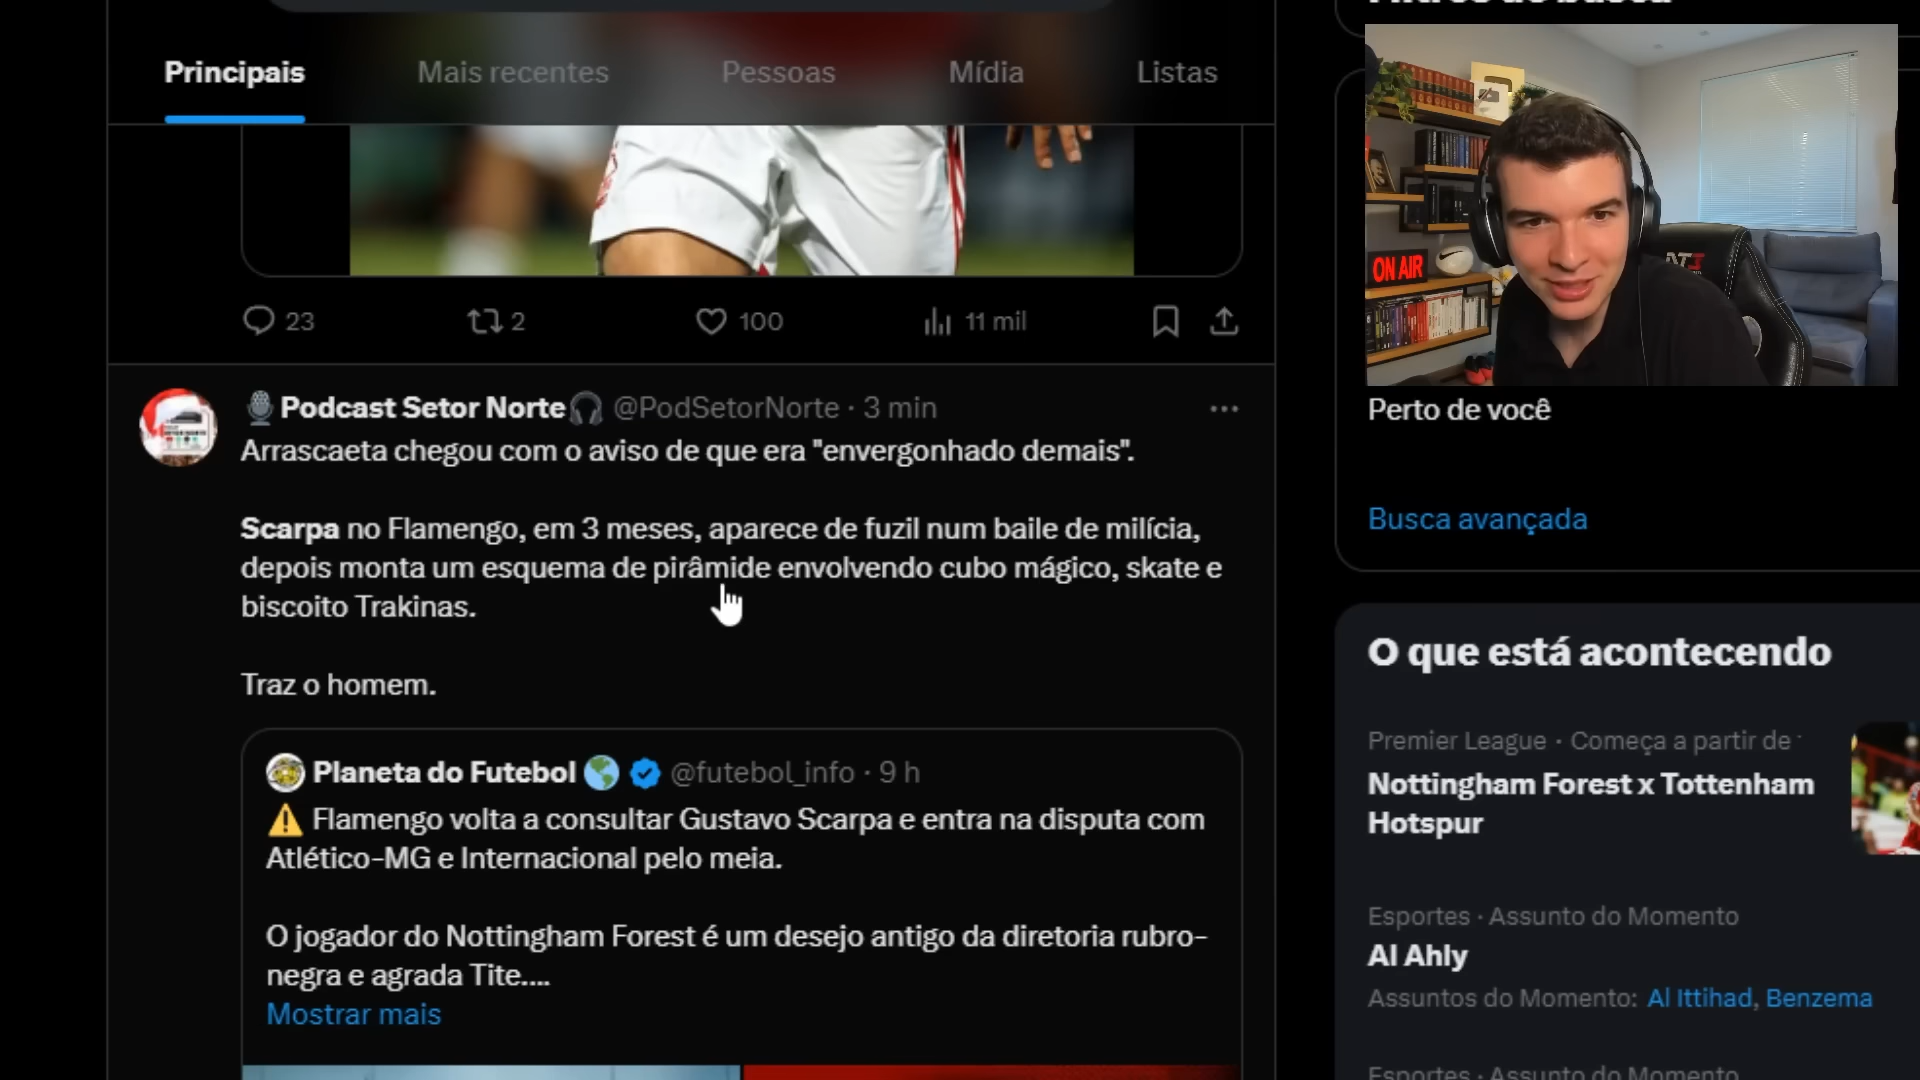 Principais
Mais recentes
Pessoas
Mídia
Listas
23
2
100
11 mil
Podcast Setor Norte @PodSetorNorte · 3 min
Arrascaeta chegou com o aviso de que era "envergonhado demais".
Scarpa no Flamengo, em 3 meses, aparece de fuzil num baile de milícia,
depois monta um esquema de pirâmide envolvendo cubo mágico, skate e
biscoito Trakinas.
Traz o homem.
Planeta do Futebol @futebol_info · 9 h
Flamengo volta a consultar Gustavo Scarpa e entra na disputa com
Atlético-MG e Internacional pelo meia.
O jogador do Nottingham Forest é um desejo antigo da diretoria rubro-
negra e agrada Tite....
Mostrar mais
Filtros de busca
ON AIR
Perto de você
Busca avançada
O que está acontecendo
Premier League · Começa a partir de
Nottingham Forest x Tottenham
Hotspur
Esportes · Assunto do Momento
Al Ahly
Assuntos do Momento: Al Ittihad, Benzema
Esportes · Assunto do Momento